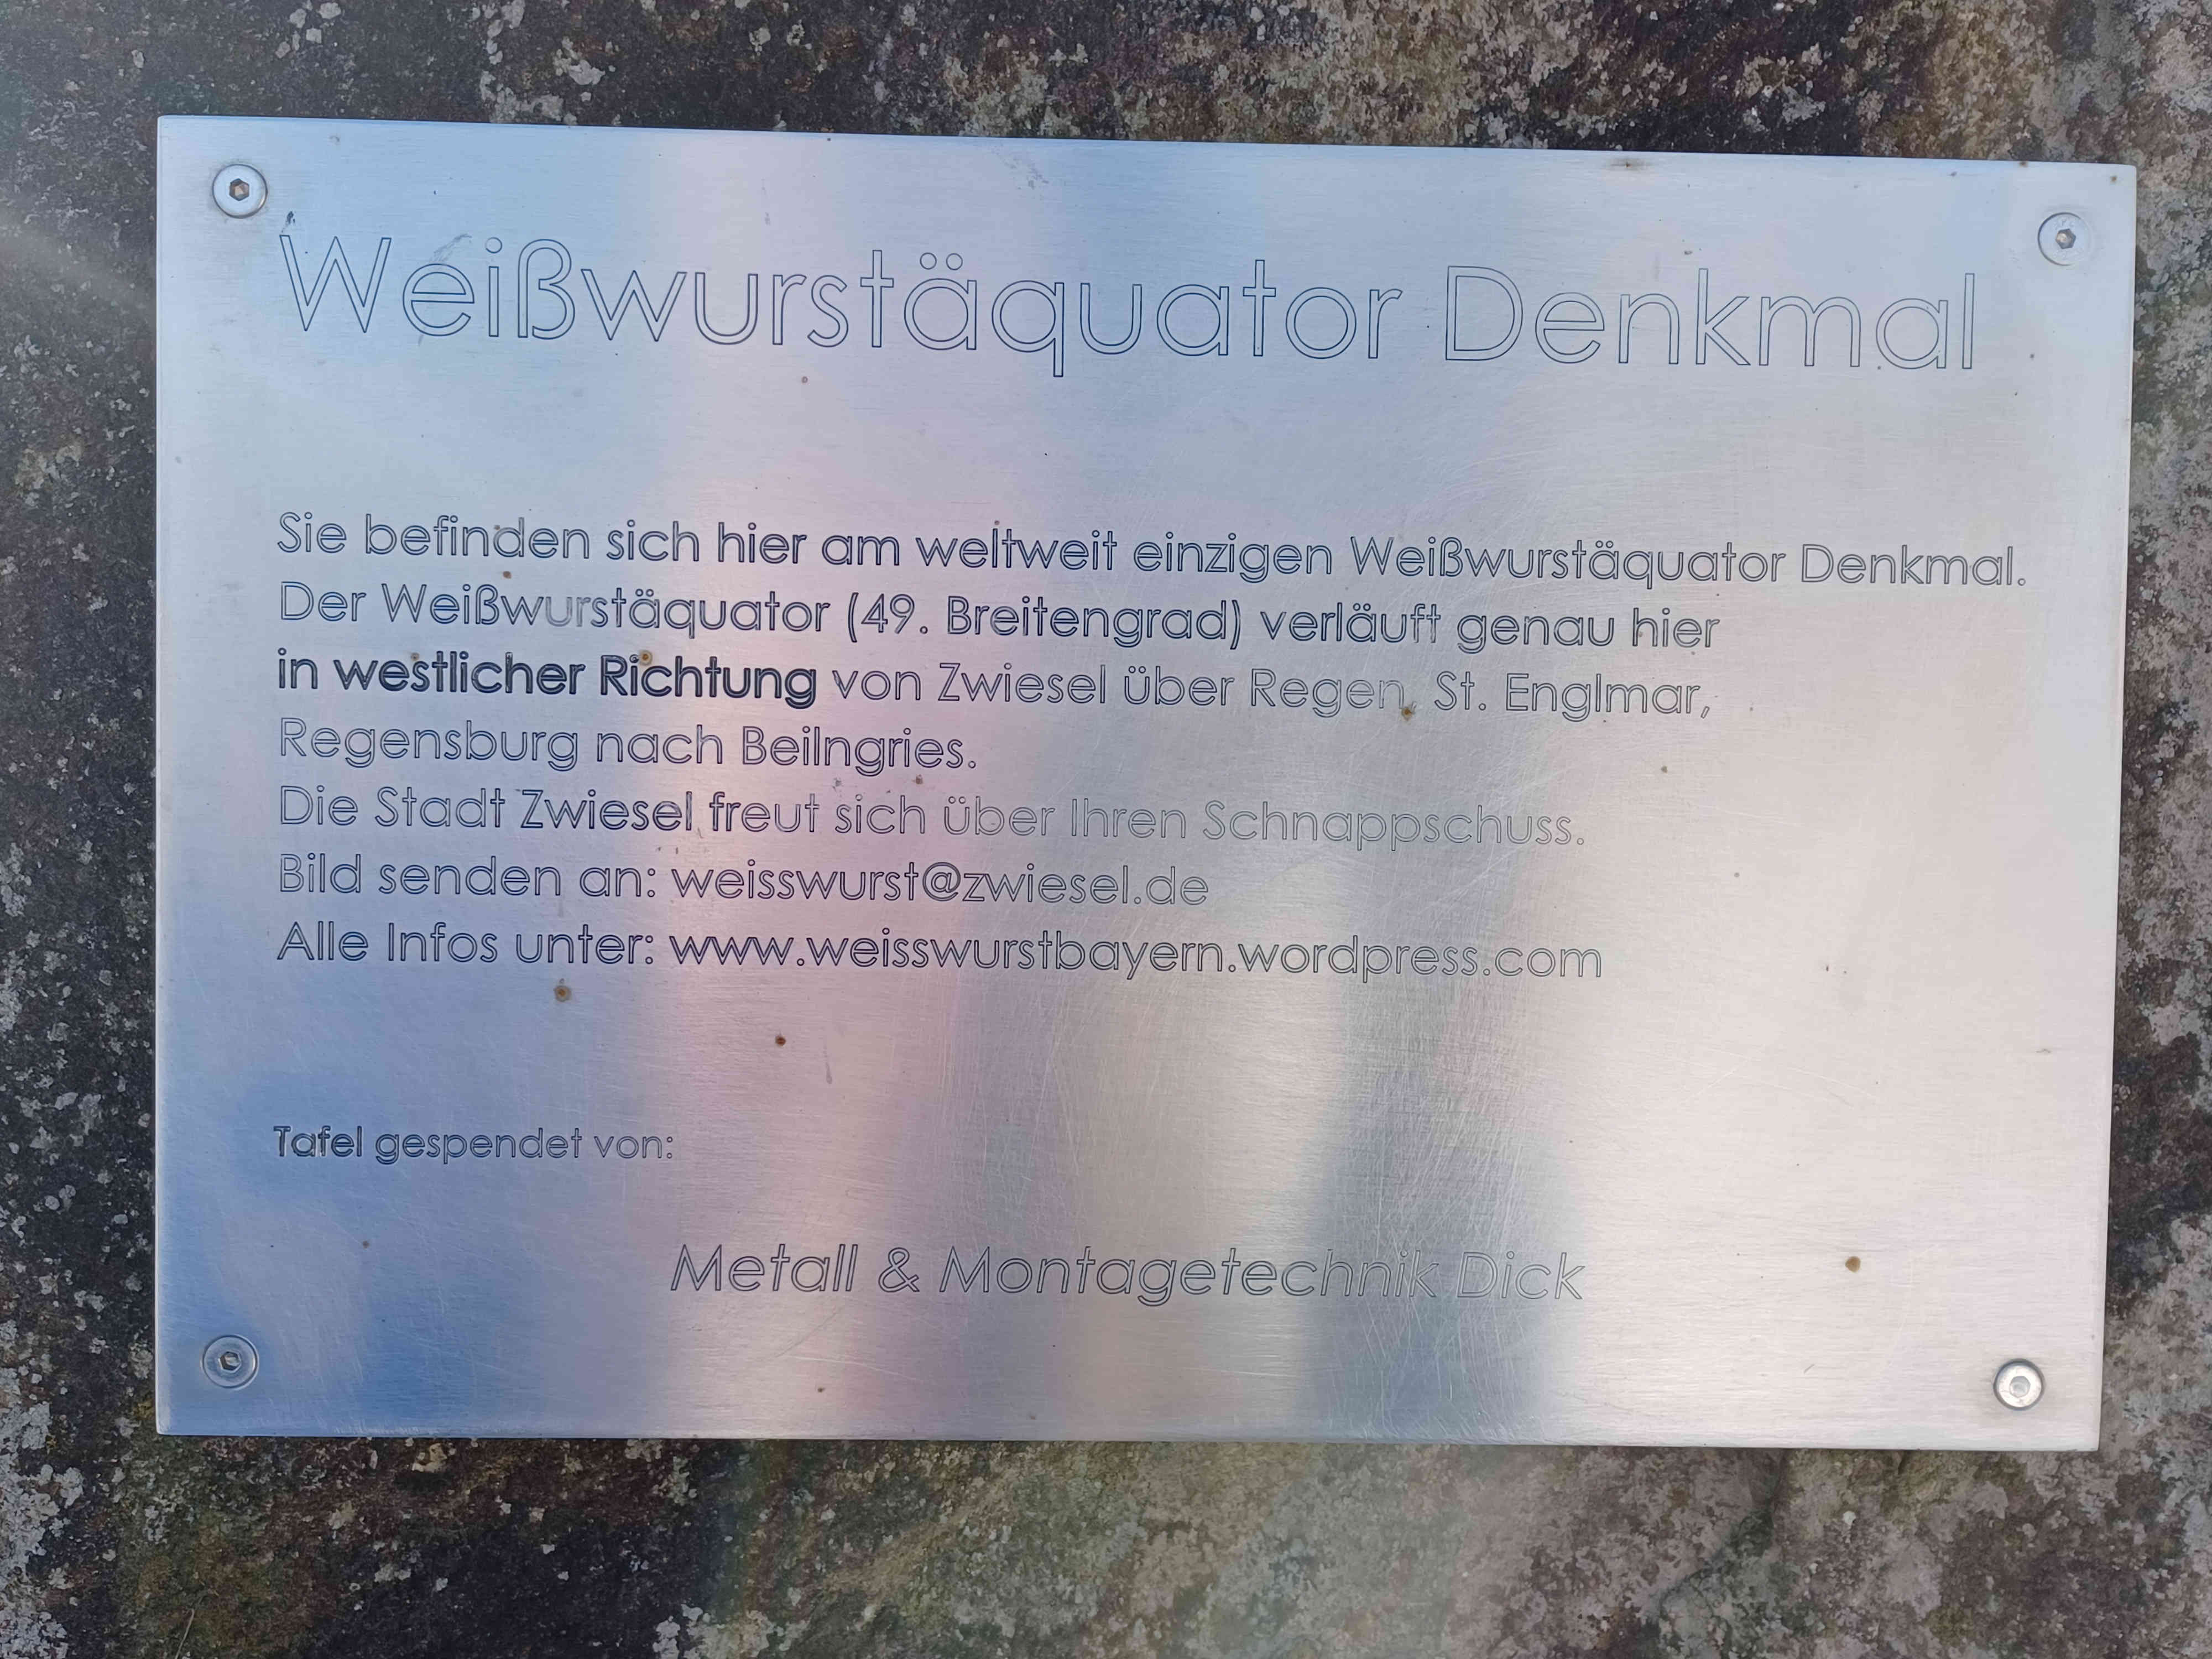 Weißwurstäquator Denkmal
Sie befinden sich hier am weltweit einzigen Weißwurstäquator Denkmal.
Der Weißwurstäquator (49. Breitengrad) verläuft genau hier
in westlicher Richtung von Zwiesel über Regen, St. Englmar,
Regensburg nach Beilngries.
Die Stadt Zwiesel freut sich über Ihren Schnappschuss.
Bild senden an: weisswurst@zwiesel.de
Alle Infos unter: www.weisswurstbayern.wordpress.com
Tafel gespendet von:
Metall & Montagetechnik Dick